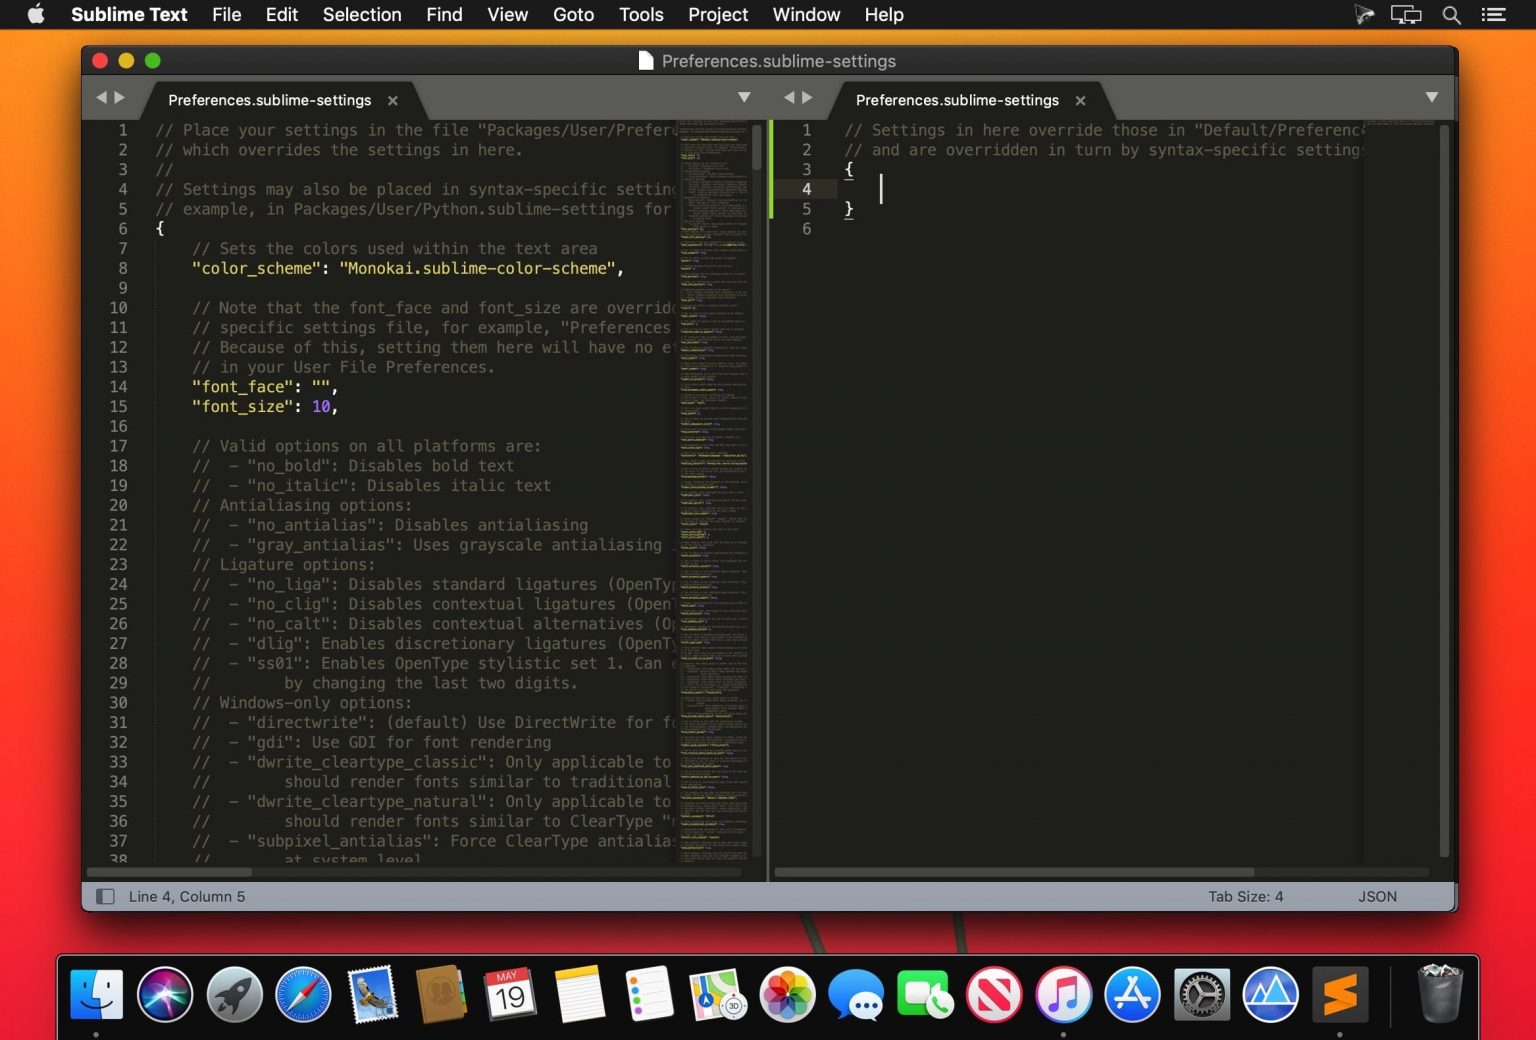 Sublime Text File Edit Selection Find View Goto Tools Project Window Help
Preferences.sublime-settings
Preferences.sublime-settings
1 // Place your settings in the file "Packages/User/Prefer
2 // which overrides the settings in here.
3 //
4 // Settings may also be placed in syntax-specific settin
5 // example, in Packages/User/Python.sublime-settings for
6 {
7 // Sets the colors used within the text area
8 "color_scheme": "Monokai.sublime-color-scheme",
9
10 // Note that the font_face and font_size are overrid
11 // specific settings file, for example, "Preferences
12 // Because of this, setting them here will have no e
13 // in your User File Preferences.
14 "font_face": "",
15 "font_size": 10,
16
17 // Valid options on all platforms are:
18 //  - "no_bold": Disables bold text
19 //  - "no_italic": Disables italic text
20 // Antialiasing options:
21 //  - "no_antialias": Disables antialiasing
22 //  - "gray_antialias": Uses grayscale antialiasing
23 // Ligature options:
24 //  - "no_liga": Disables standard ligatures (OpenTy
25 //  - "no_clig": Disables contextual ligatures (Open
26 //  - "no_calt": Disables contextual alternatives (O
27 //  - "dlig": Enables discretionary ligatures (OpenT
28 //  - "ss01": Enables OpenType stylistic set 1. Can
29 //        by changing the last two digits.
30 // Windows-only options:
31 //  - "directwrite": (default) Use DirectWrite for f
32 //  - "gdi": Use GDI for font rendering
33 //  - "dwrite_cleartype_classic": Only applicable to
34 //        should render fonts similar to traditional
35 //  - "dwrite_cleartype_natural": Only applicable to
36 //        should render fonts similar to ClearType "
37 //  - "subpixel_antialias": Force ClearType antialia
38 //        at system level
Preferences.sublime-settings
1 // Settings in here override those in "Default/Preferenc
2 // and are overridden in turn by syntax-specific setting
3 {
4
5 }
6
Line 4, Column 5 Tab Size: 4 JSON
MAY
19
3D